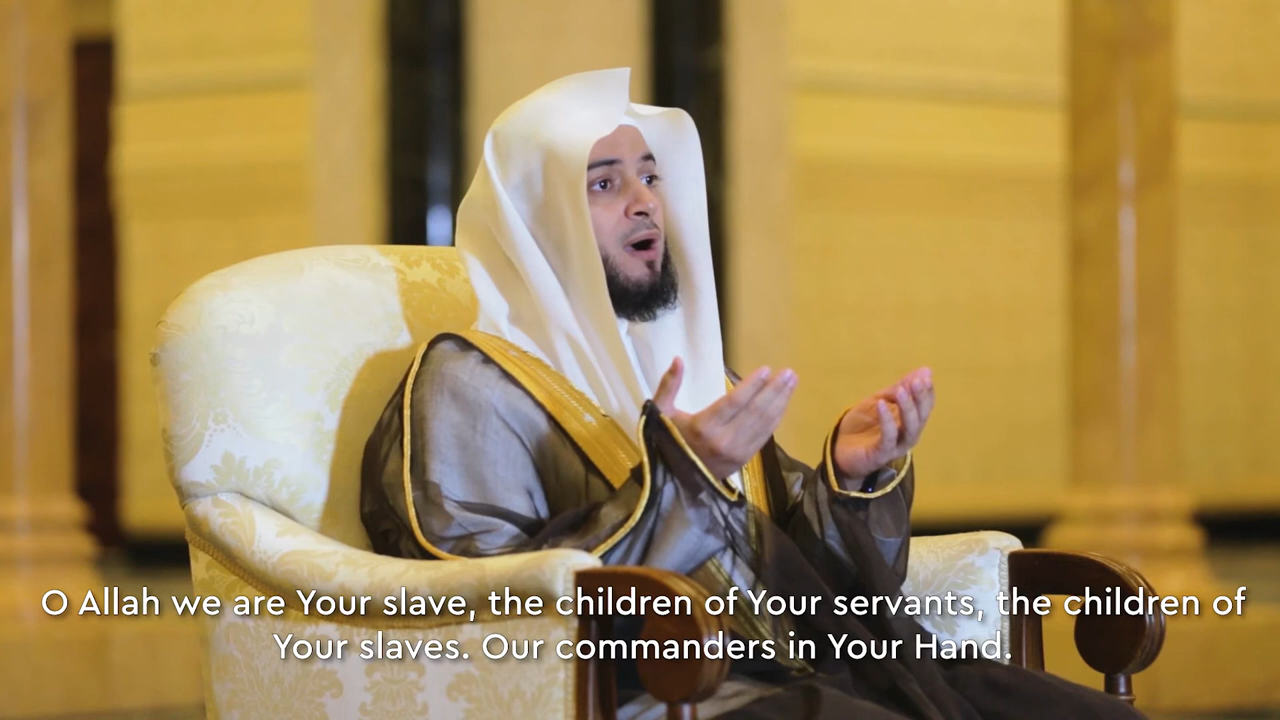 O Allah we are Your slave, the children of Your servants, the children of
Your slaves. Our commanders in Your Hand.